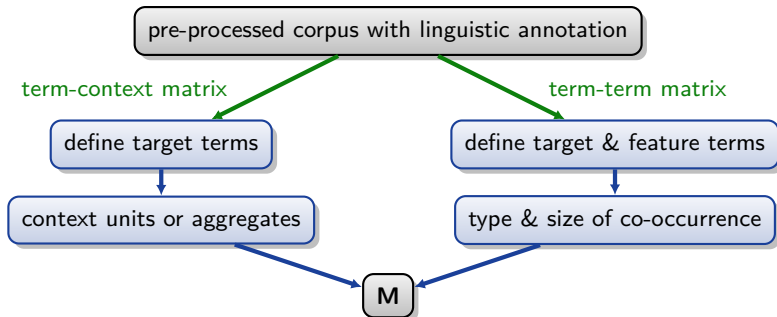 pre-processed corpus with linguistic annotation
term-context matrix
term-term matrix
define target terms
define target & feature terms
context units or aggregates
type & size of co-occurrence
M